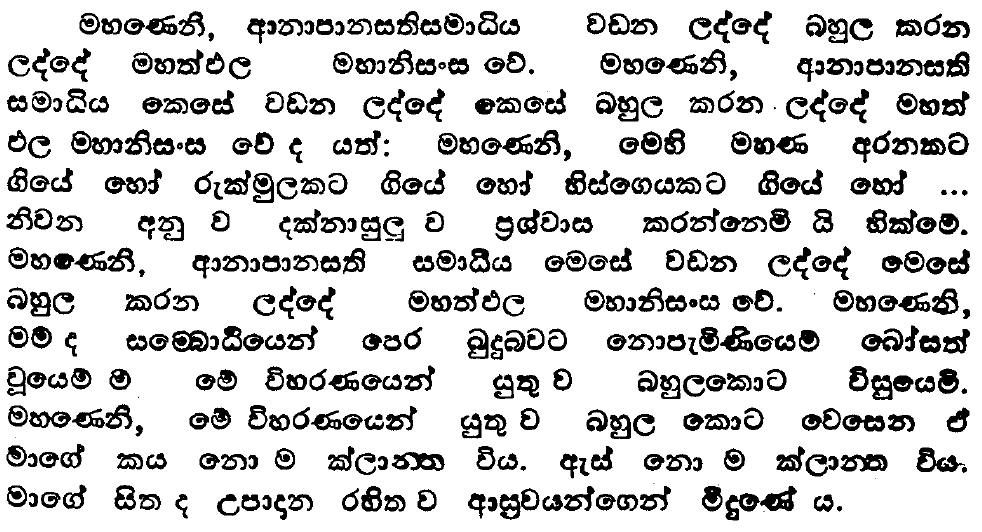 මහණෙනි, ආනාපානසතිසමාධිය වඩන ලද්දේ බහුල කරන
ලද්දේ මහත්ඵල මහානිසංස වේ. මහණෙනි, ආනාපානසති
සමාධිය කෙසේ වඩන ලද්දේ කෙසේ බහුල කරන ලද්දේ මහත්
ඵල මහානිසංස වේ ද යත්: මහණෙනි, මෙහි මහණ අරනකට
ගියේ හෝ රුක්මුලකට ගියේ හෝ හිස්ගෙයකට ගියේ හෝ ...
නිවන අනු ව දක්නාසුලු ව ප්‍රශ්වාස කරන්නෙමි යි හික්මේ.
මහණෙනි, ආනාපානසති සමාධිය මෙසේ වඩන ලද්දේ මෙසේ
බහුල කරන ලද්දේ මහත්ඵල මහානිසංස වේ. මහණෙනි,
මම් ද සම්බොධියෙන් පෙර බුදුබවට නොපැමිණියෙම් බෝසත්
වූයෙම් ම මේ විහරණයෙන් යුතු ව බහුලකොට විසූයෙමි.
මහණෙනි, මේ විහරණයෙන් යුතු ව බහුල කොට වෙසෙන ඒ
මාගේ කය නො ම ක්ලාන්ත විය. ඇස් නො ම ක්ලාන්ත විය.
මාගේ සිත ද උපාදාන රහිත ව ආස්‍රවයන්ගෙන් මිදුණේ ය.